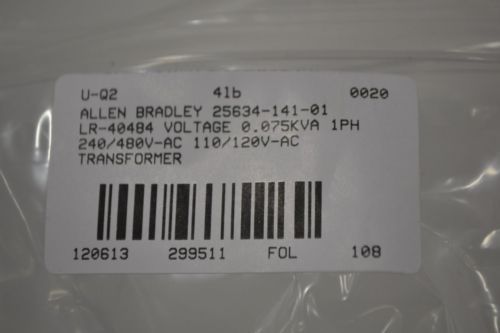 U-Q2 41b 0020
ALLEN BRADLEY 25634-141-01
LR-40484 VOLTAGE 0.075KVA 1PH
240/480V-AC 110/120V-AC
TRANSFORMER
120613 299511 FOL 108